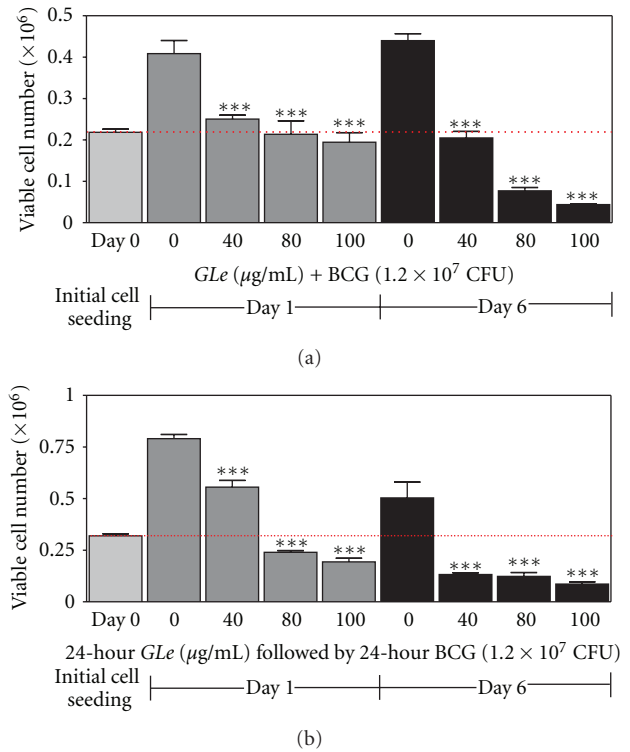 0.5
0.4
0.3
0.2
0.1
0
Viable cell number (×10⁶)
*** *** *** *** *** ***
Day 0 0 40 80 100 0 40 80 100
GLe (µg/mL) + BCG (1.2 × 10⁷ CFU)
Initial cell seeding
Day 1 Day 6
(a)
1
0.75
0.5
0.25
0
Viable cell number (×10⁶)
*** *** *** *** *** ***
Day 0 0 40 80 100 0 40 80 100
24-hour GLe (µg/mL) followed by 24-hour BCG (1.2 × 10⁷ CFU)
Initial cell seeding
Day 1 Day 6
(b)